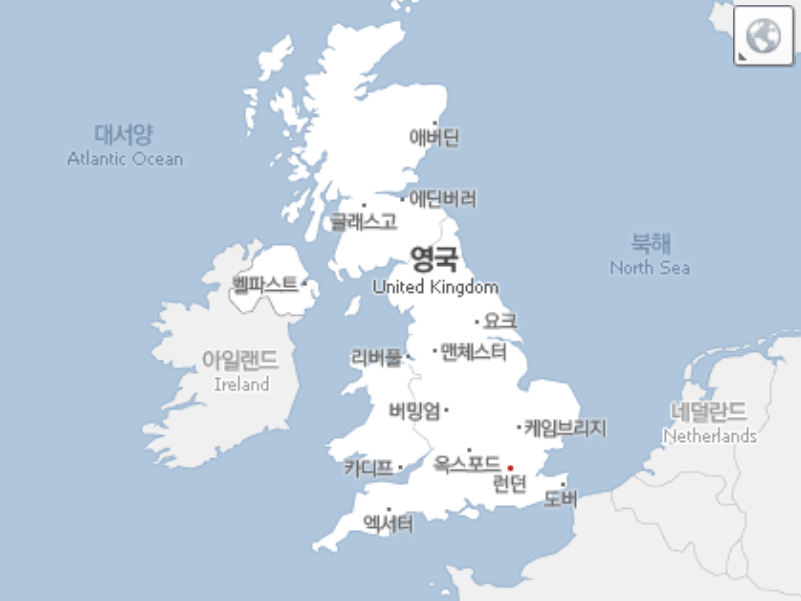 애버딘
대서양
Atlantic Ocean
에딘버러
글래스고
영국
United Kingdom
북해
North Sea
벨파스트
요크
맨체스터
리버풀
아일랜드
Ireland
버밍엄
케임브리지
네덜란드
Netherlands
카디프
옥스포드
런던
도버
엑서터